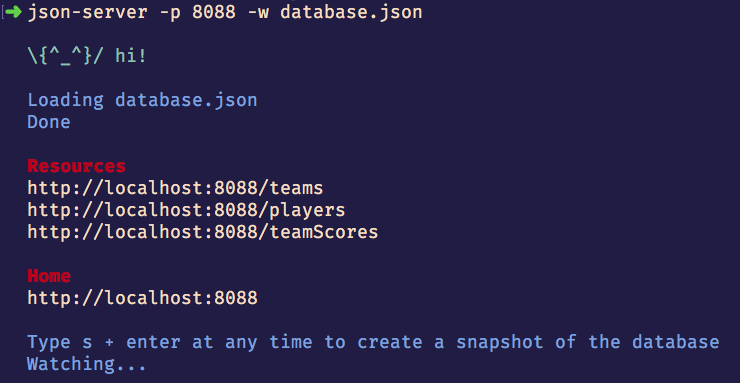 ➜ json-server -p 8088 -w database.json
\{^_^}/ hi!
Loading database.json
Done
Resources
http://localhost:8088/teams
http://localhost:8088/players
http://localhost:8088/teamScores
Home
http://localhost:8088
Type s + enter at any time to create a snapshot of the database
Watching...